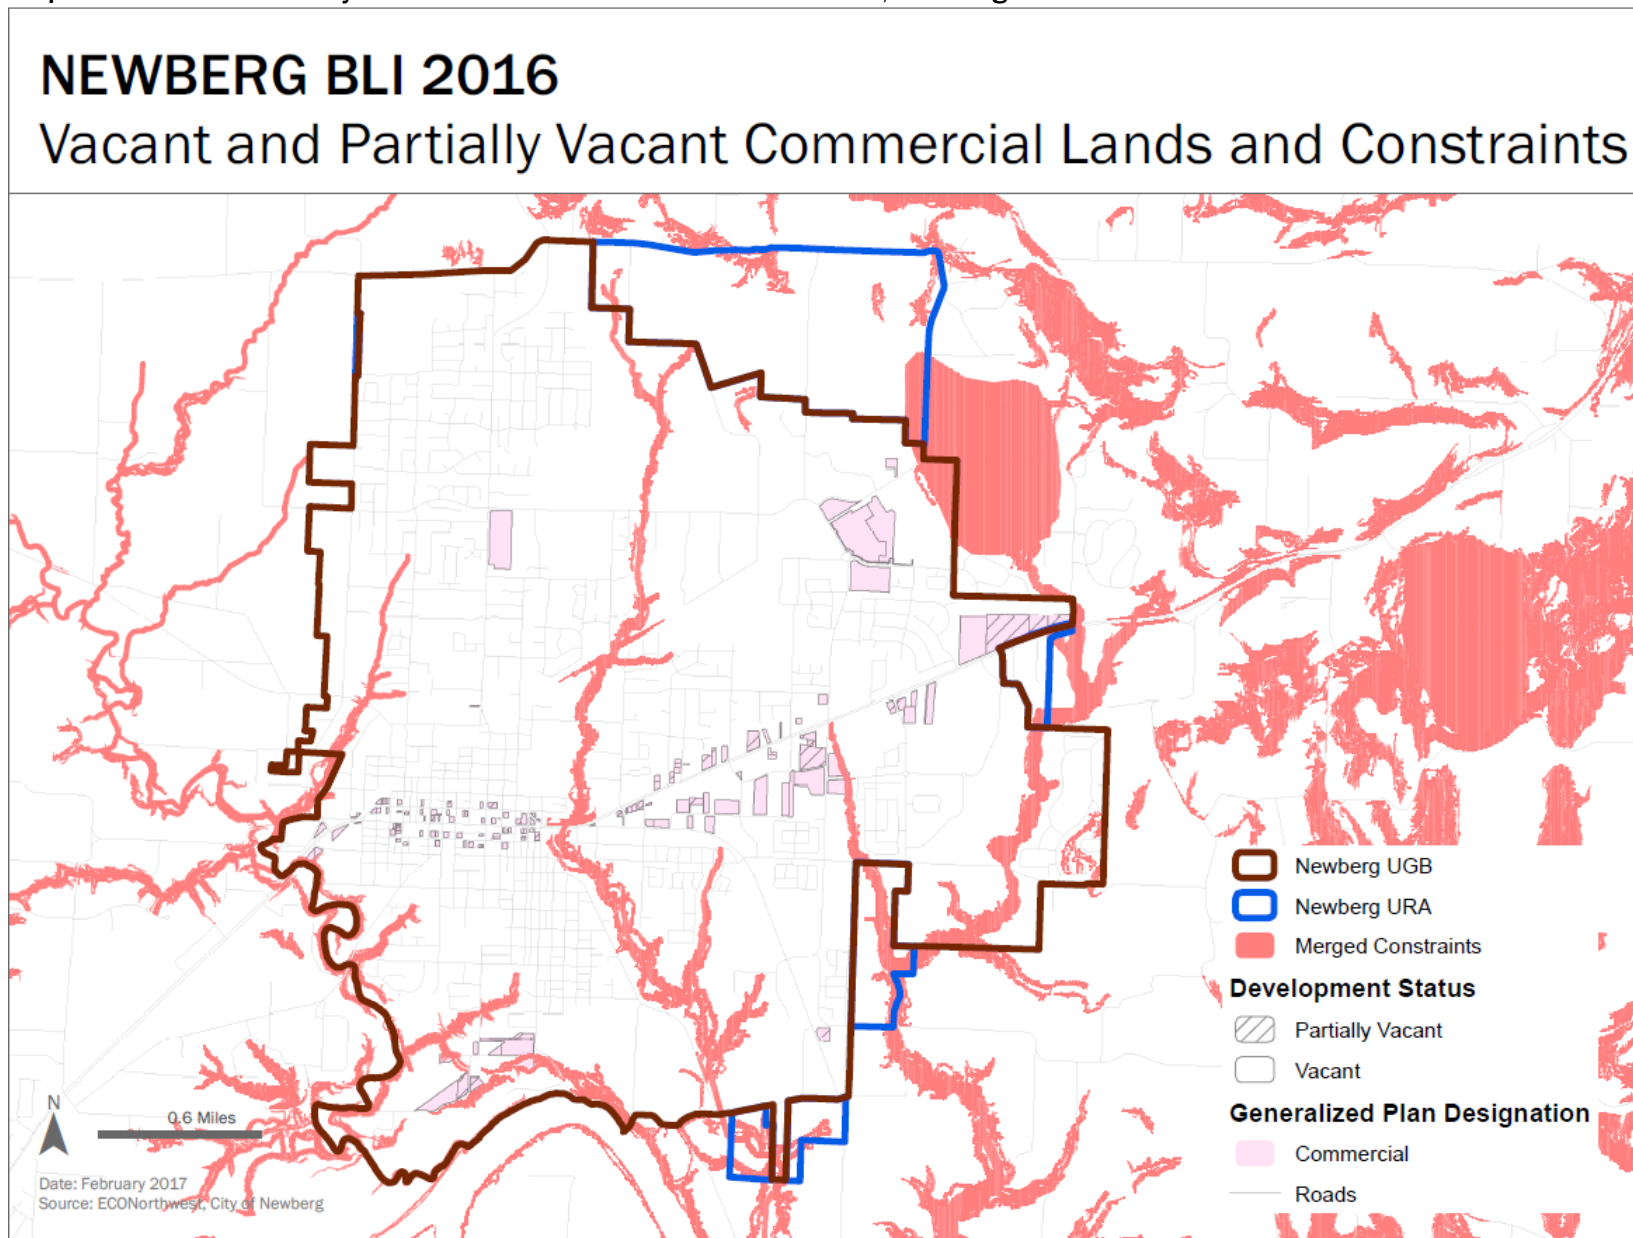 NEWBERG BLI 2016
Vacant and Partially Vacant Commercial Lands and Constraints
Newberg UGB
Newberg URA
Merged Constraints
Development Status
Partially Vacant
Vacant
Generalized Plan Designation
Commercial
Roads
N
0.6 Miles
Date: February 2017
Source: ECONorthwest, City of Newberg